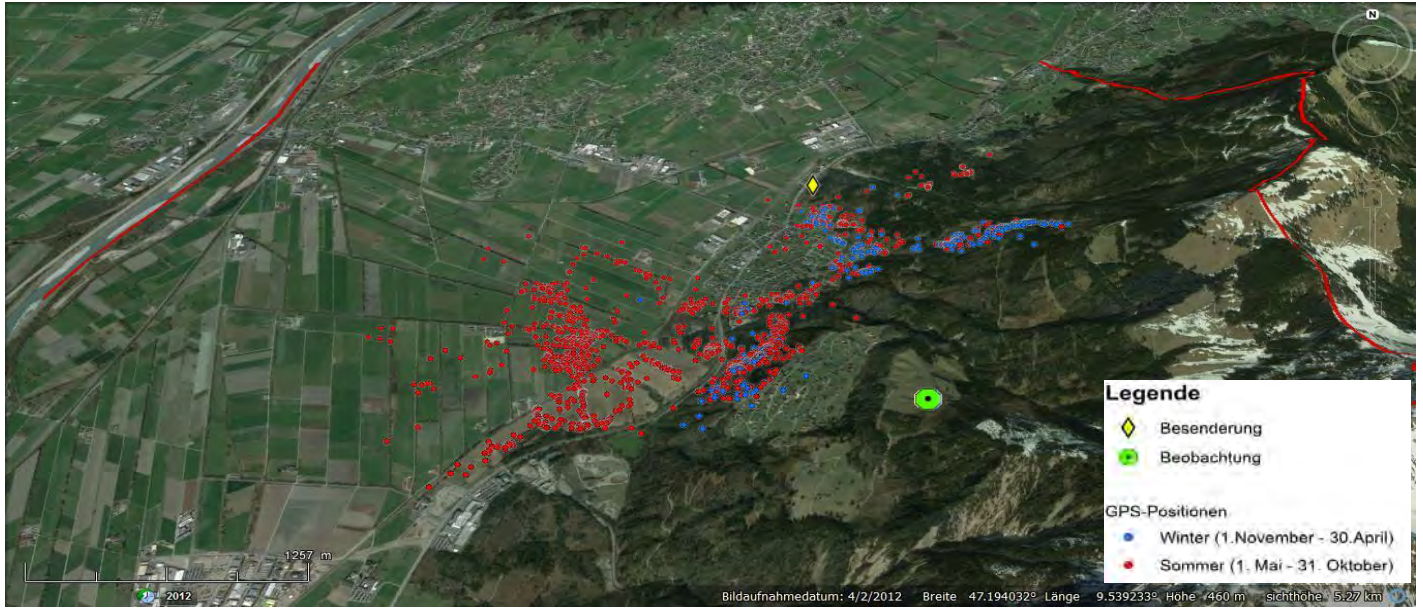 N
Legende
Besenderung
Beobachtung
GPS-Positionen
Winter (1.November - 30.April)
Sommer (1. Mai - 31. Oktober)
1257 m
2012
Bildaufnahmedatum: 4/2/2012 Breite 47.194032° Länge 9.539233° Höhe 460 m sichthöhe 5.27 km